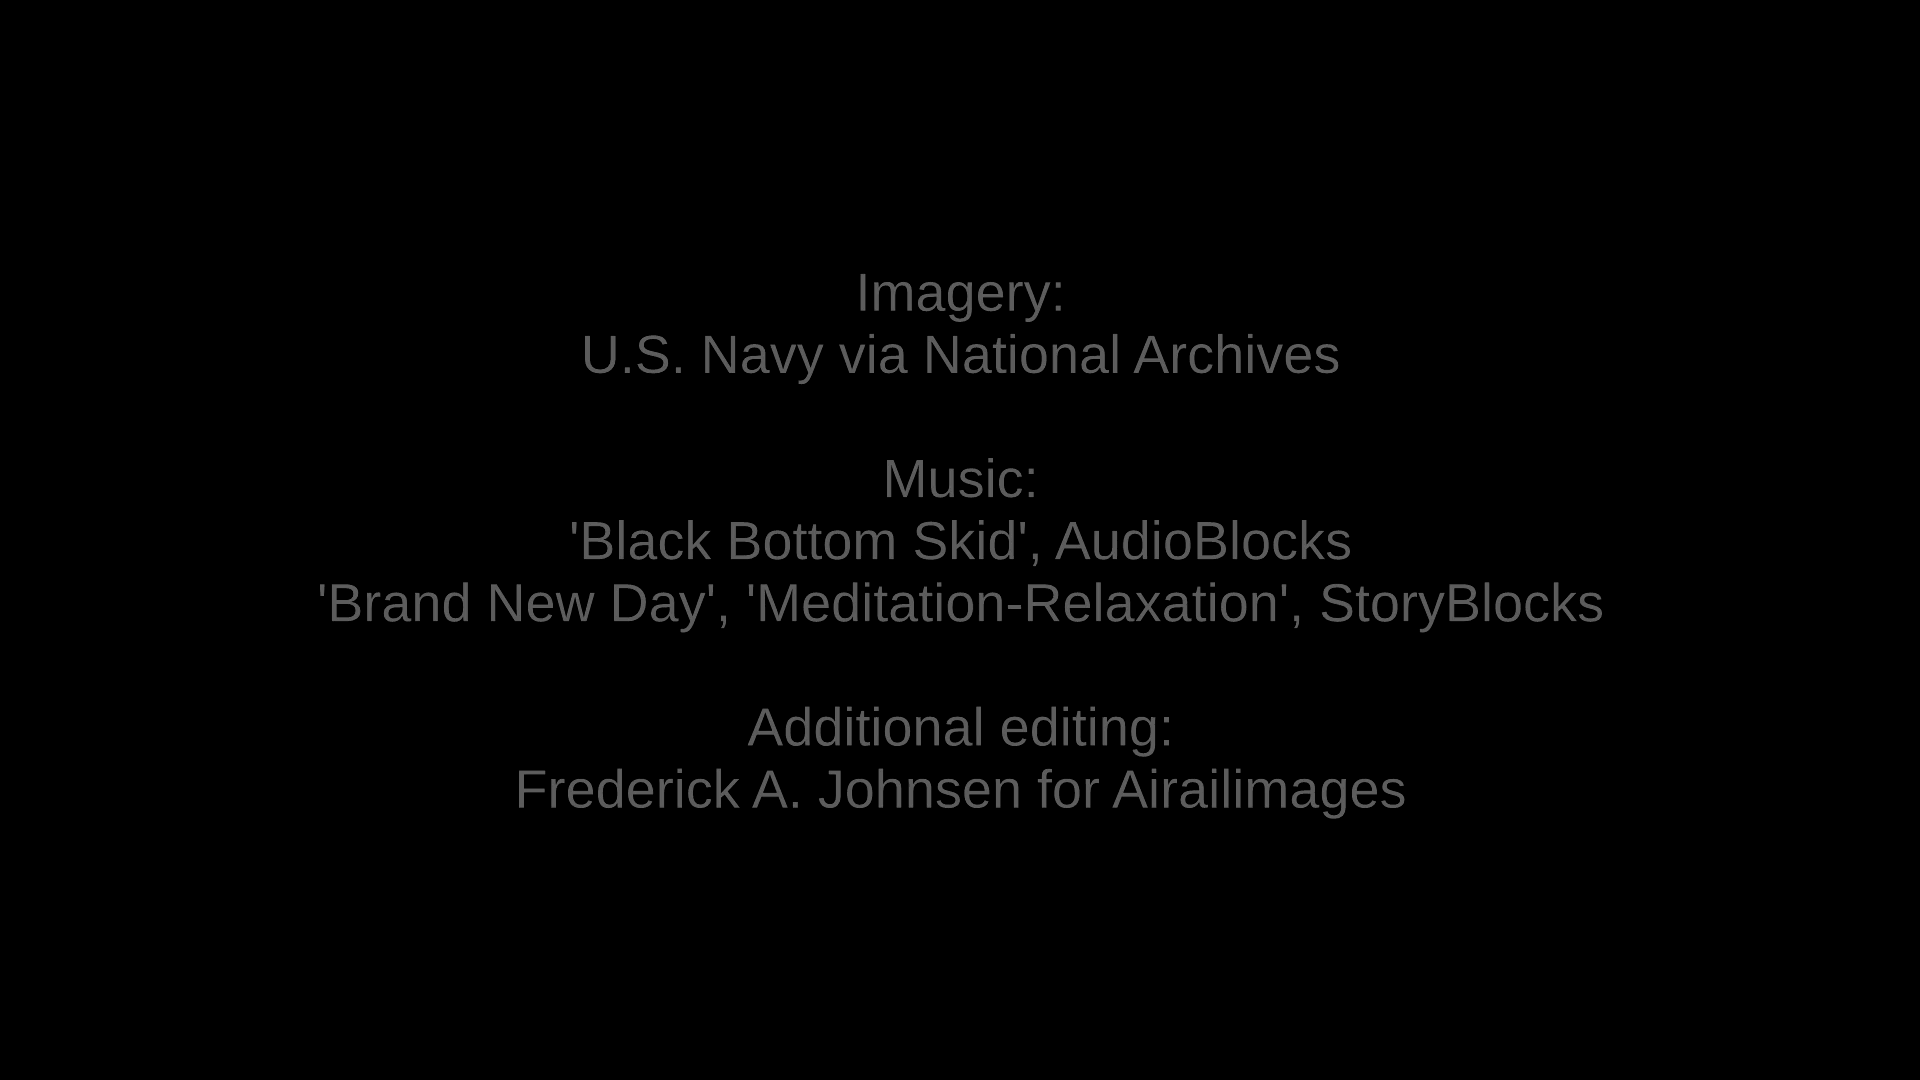 Imagery:
U.S. Navy via National Archives
Music:
'Black Bottom Skid', AudioBlocks
'Brand New Day', 'Meditation-Relaxation', StoryBlocks
Additional editing:
Frederick A. Johnsen for Airailimages